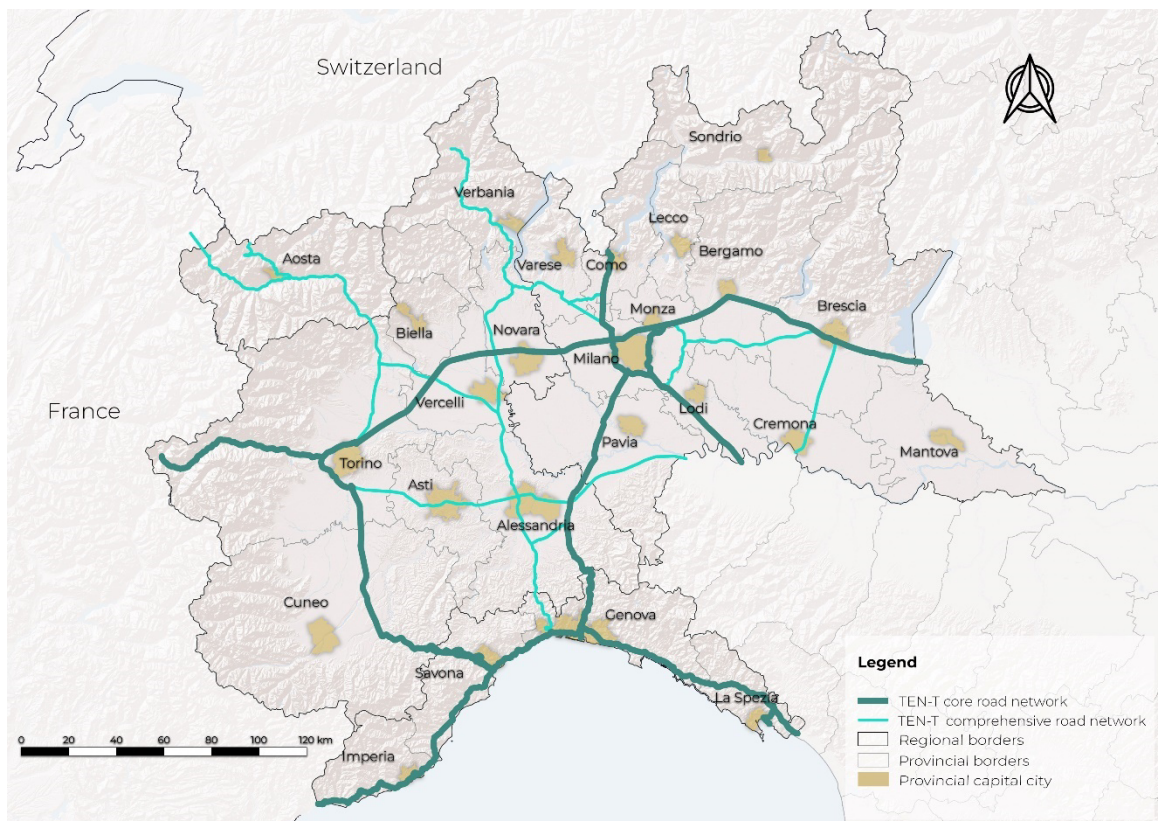 Switzerland
Sondrio
Verbania
Lecco
Bergamo
Aosta
Varese
Como
Monza
Brescia
Biella
Novara
Milano
France
Vercelli
Lodi
Pavia
Cremona
Mantova
Torino
Asti
Alessandria
Cuneo
Genova
Savona
La Spezia
Imperia
0 20 40 60 80 100 120 km
Legend
TEN-T core road network
TEN-T comprehensive road network
Regional borders
Provincial borders
Provincial capital city